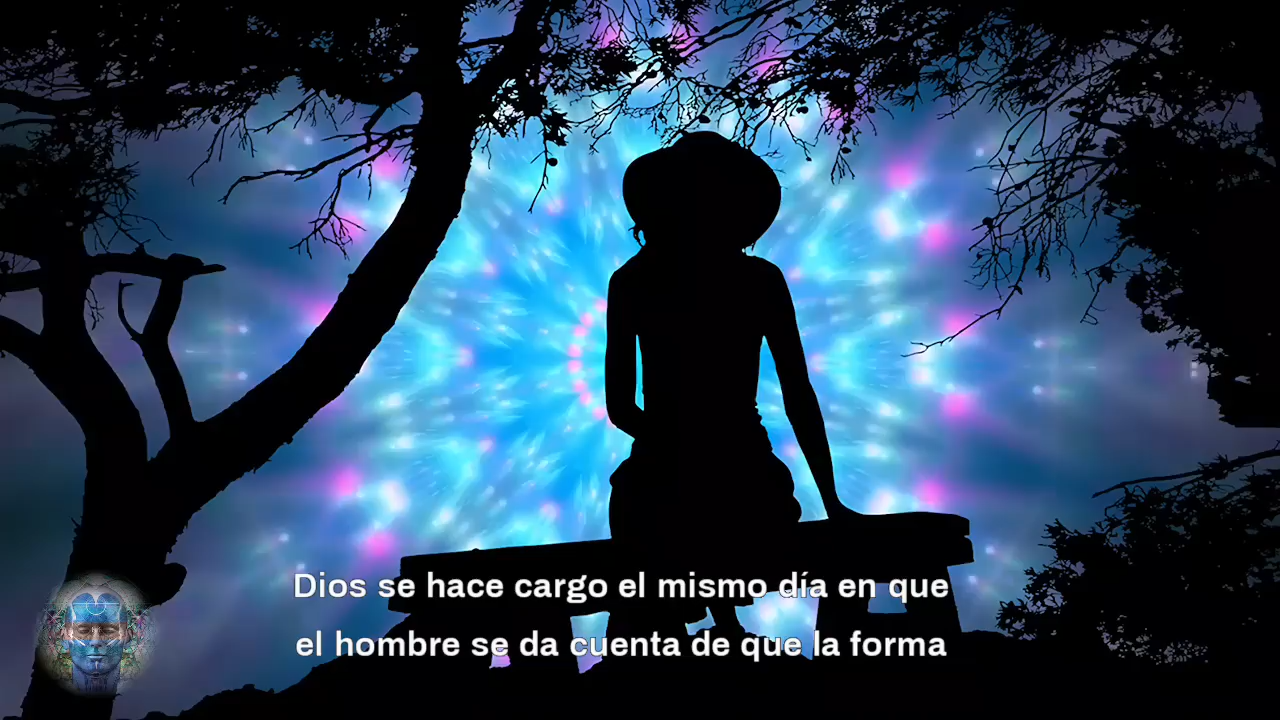 Dios se hace cargo el mismo día en que
el hombre se da cuenta de que la forma